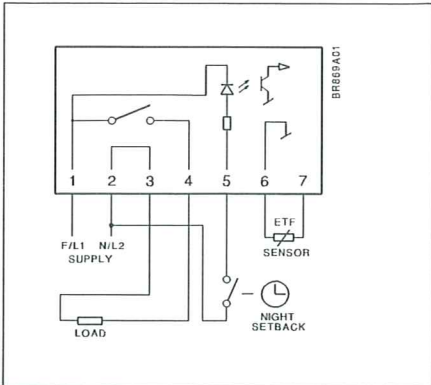 BR869A01
1 2 3 4 5 6 7
F/L1 N/L2
SUPPLY
ETF
SENSOR
NIGHT
SETBACK
LOAD